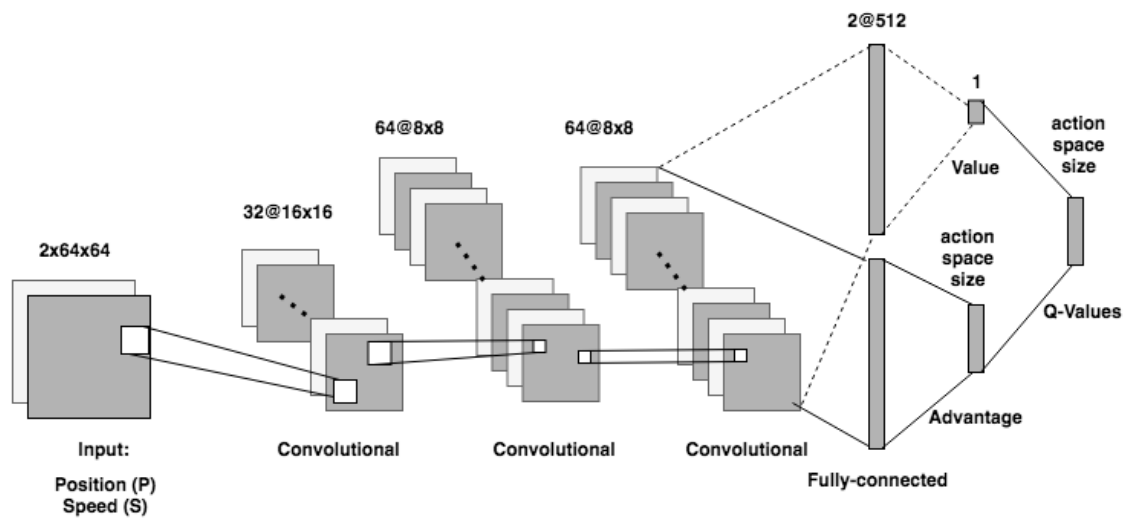 2@512
1
action
space
size
64@8x8
64@8x8
Value
32@16x16
action
space
size
2x64x64
Q-Values
Advantage
Input:
Convolutional
Convolutional
Convolutional
Fully-connected
Position (P)
Speed (S)